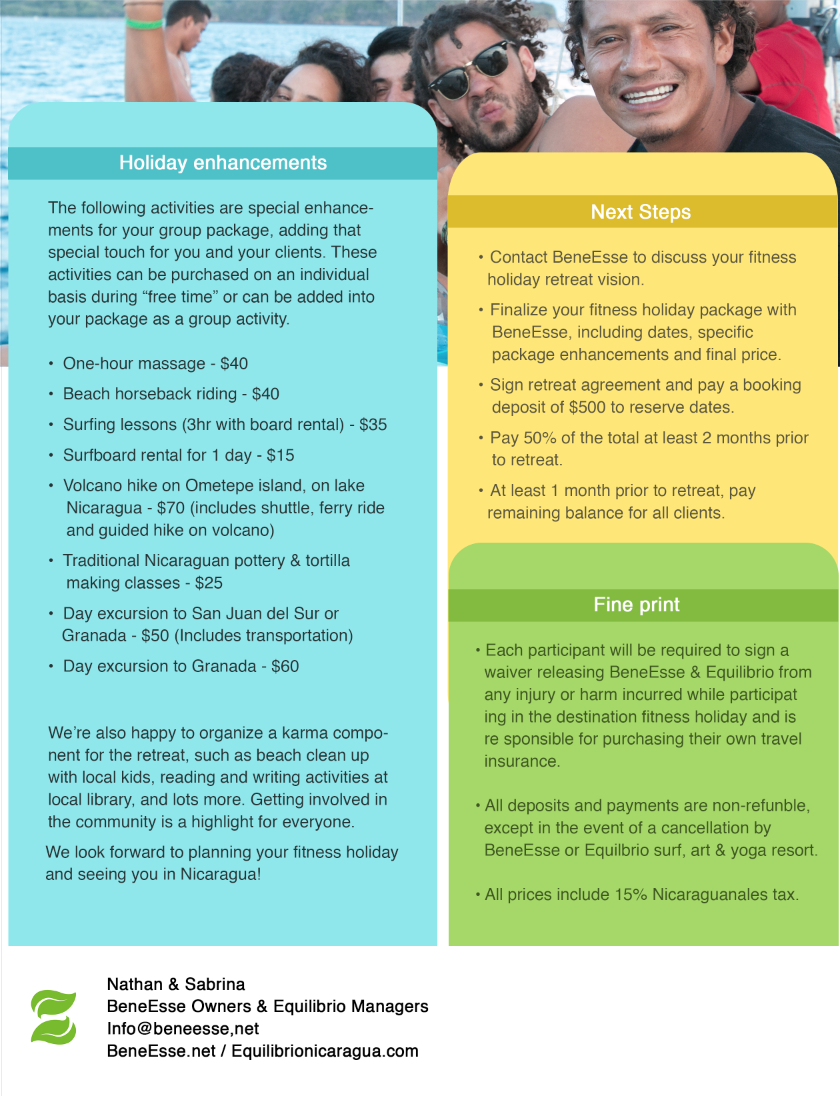 Holiday enhancements
The following activities are special enhance-
ments for your group package, adding that
special touch for you and your clients. These
activities can be purchased on an individual
basis during “free time” or can be added into
your package as a group activity.
• One-hour massage - $40
• Beach horseback riding - $40
• Surfing lessons (3hr with board rental) - $35
• Surfboard rental for 1 day - $15
• Volcano hike on Ometepe island, on lake
Nicaragua - $70 (includes shuttle, ferry ride
and guided hike on volcano)
• Traditional Nicaraguan pottery & tortilla
making classes - $25
• Day excursion to San Juan del Sur or
Granada - $50 (Includes transportation)
• Day excursion to Granada - $60
We’re also happy to organize a karma compo-
nent for the retreat, such as beach clean up
with local kids, reading and writing activities at
local library, and lots more. Getting involved in
the community is a highlight for everyone.
We look forward to planning your fitness holiday
and seeing you in Nicaragua!
Next Steps
• Contact BeneEsse to discuss your fitness
holiday retreat vision.
• Finalize your fitness holiday package with
BeneEsse, including dates, specific
package enhancements and final price.
• Sign retreat agreement and pay a booking
deposit of $500 to reserve dates.
• Pay 50% of the total at least 2 months prior
to retreat.
• At least 1 month prior to retreat, pay
remaining balance for all clients.
Fine print
• Each participant will be required to sign a
waiver releasing BeneEsse & Equilibrio from
any injury or harm incurred while participat
ing in the destination fitness holiday and is
re sponsible for purchasing their own travel
insurance.
• All deposits and payments are non-refunble,
except in the event of a cancellation by
BeneEsse or Equilbrio surf, art & yoga resort.
• All prices include 15% Nicaraguanales tax.
Nathan & Sabrina
BeneEsse Owners & Equilibrio Managers
Info@beneesse,net
BeneEsse.net / Equilibrionicaragua.com